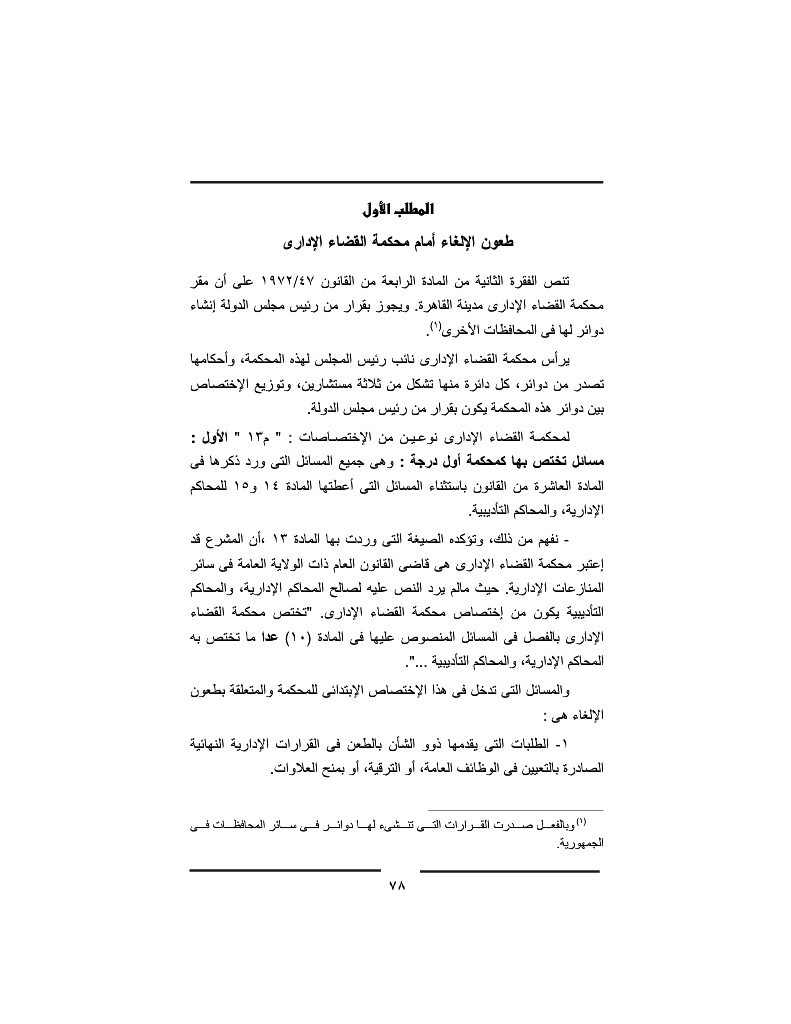 المطلب الأول
طعون الإلغاء أمام محكمة القضاء الإدارى
تنص الفقرة الثانية من المادة الرابعة من القانون ١٩٧٢/٤٧ على أن مقر
محكمة القضاء الإدارى مدينة القاهرة. ويجوز بقرار من رئيس مجلس الدولة إنشاء
دوائر لها فى المحافظات الأخرى(١).
يرأس محكمة القضاء الإدارى نائب رئيس المجلس لهذه المحكمة، وأحكامها
تصدر من دوائر، كل دائرة منها تشكل من ثلاثة مستشارين، وتوزيع الإختصاص
بين دوائر هذه المحكمة يكون بقرار من رئيس مجلس الدولة.
لمحكمة القضاء الإدارى نوعين من الإختصاصات : " م١٣ " الأول :
مسائل تختص بها كمحكمة أول درجة : وهى جميع المسائل التى ورد ذكرها فى
المادة العاشرة من القانون باستثناء المسائل التى أعطتها المادة ١٤ و١٥ للمحاكم
الإدارية، والمحاكم التأديبية.
- نفهم من ذلك، وتؤكده الصيغة التى وردت بها المادة ١٣ ،أن المشرع قد
إعتبر محكمة القضاء الإدارى هى قاضى القانون العام ذات الولاية العامة فى سائر
المنازعات الإدارية. حيث مالم يرد النص عليه لصالح المحاكم الإدارية، والمحاكم
التأديبية يكون من إختصاص محكمة القضاء الإدارى. "تختص محكمة القضاء
الإدارى بالفصل فى المسائل المنصوص عليها فى المادة (١٠) عدا ما تختص به
المحاكم الإدارية، والمحاكم التأديبية ...".
والمسائل التى تدخل فى هذا الإختصاص الإبتدائى للمحكمة والمتعلقة بطعون
الإلغاء هى :
١- الطلبات التى يقدمها ذوو الشأن بالطعن فى القرارات الإدارية النهائية
الصادرة بالتعيين فى الوظائف العامة، أو الترقية، أو بمنح العلاوات.
(١) وبالفعل صدرت القرارات التى تنشىء لها دوائر فى سائر المحافظات فى
الجمهورية.
٧٨